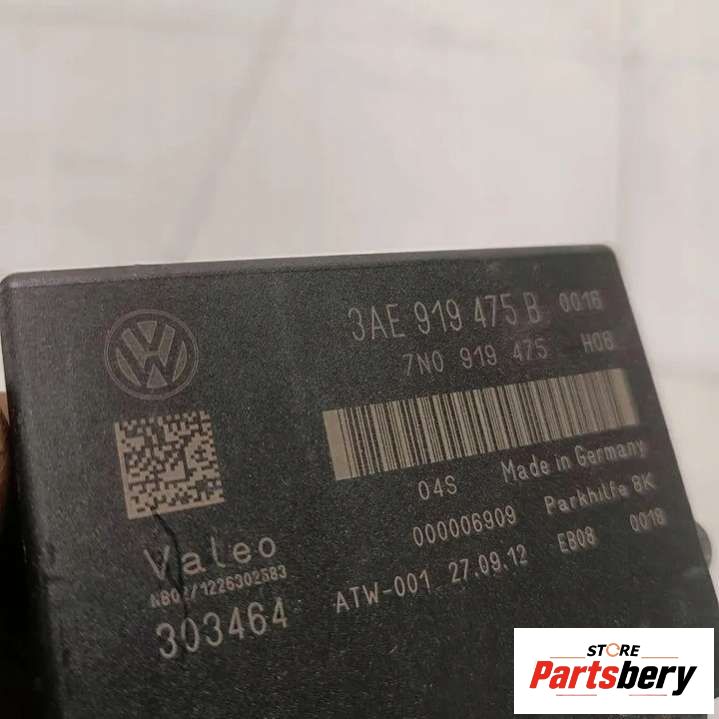 3AE 919 475 B 0016
7N0 919 475 H08
04S Made in Germany
000006909 Parkhilfe 8K
ATW-001 27.09.12 EB08 0018
Valeo
303464
STORE
Partsbery